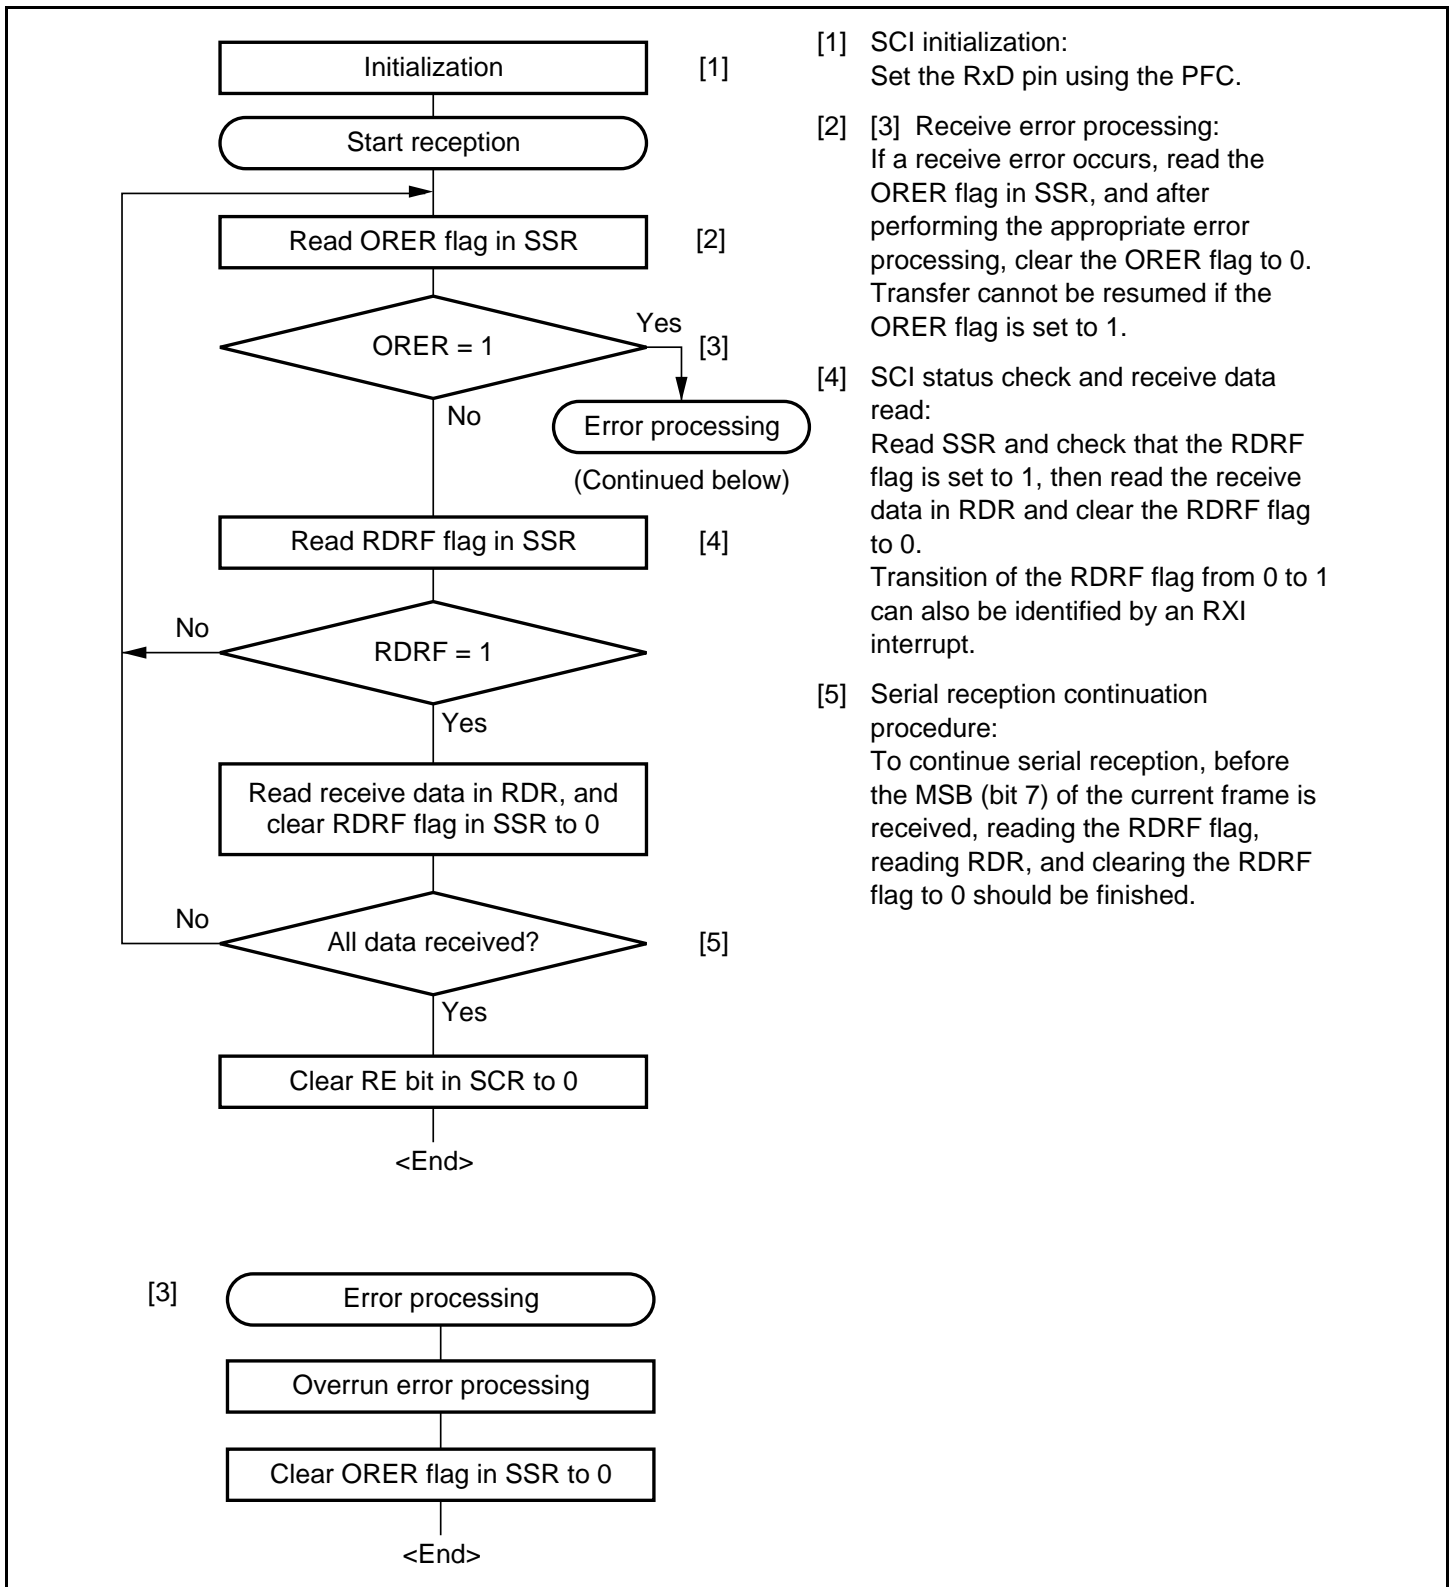 Initialization [1]
Start reception
Read ORER flag in SSR [2]
ORER = 1
Yes
[3]
No
Error processing
(Continued below)
Read RDRF flag in SSR [4]
No
RDRF = 1
Yes
Read receive data in RDR, and
clear RDRF flag in SSR to 0
No
All data received? [5]
Yes
Clear RE bit in SCR to 0
<End>
[1] SCI initialization:
Set the RxD pin using the PFC.
[2] [3] Receive error processing:
If a receive error occurs, read the
ORER flag in SSR, and after
performing the appropriate error
processing, clear the ORER flag to 0.
Transfer cannot be resumed if the
ORER flag is set to 1.
[4] SCI status check and receive data
read:
Read SSR and check that the RDRF
flag is set to 1, then read the receive
data in RDR and clear the RDRF flag
to 0.
Transition of the RDRF flag from 0 to 1
can also be identified by an RXI
interrupt.
[5] Serial reception continuation
procedure:
To continue serial reception, before
the MSB (bit 7) of the current frame is
received, reading the RDRF flag,
reading RDR, and clearing the RDRF
flag to 0 should be finished.
[3] Error processing
Overrun error processing
Clear ORER flag in SSR to 0
<End>